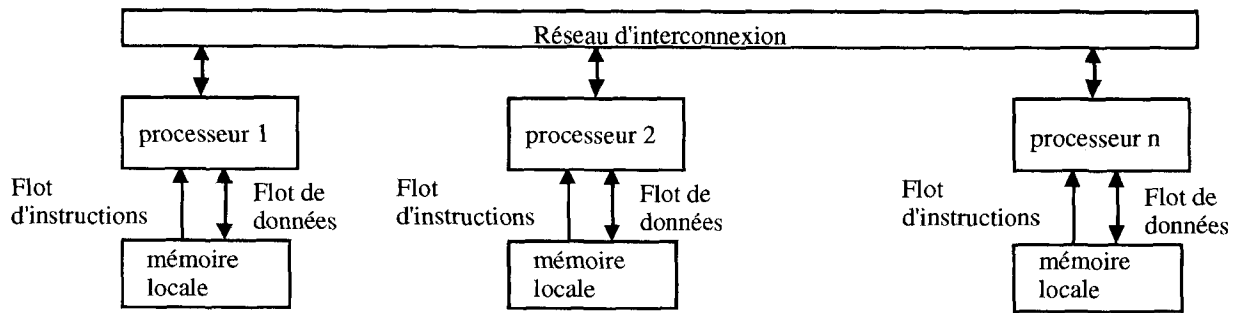 Réseau d'interconnexion
processeur 1
processeur 2
processeur n
Flot
d'instructions
Flot de
données
Flot
d'instructions
Flot de
données
Flot
d'instructions
Flot de
données
mémoire
locale
mémoire
locale
mémoire
locale